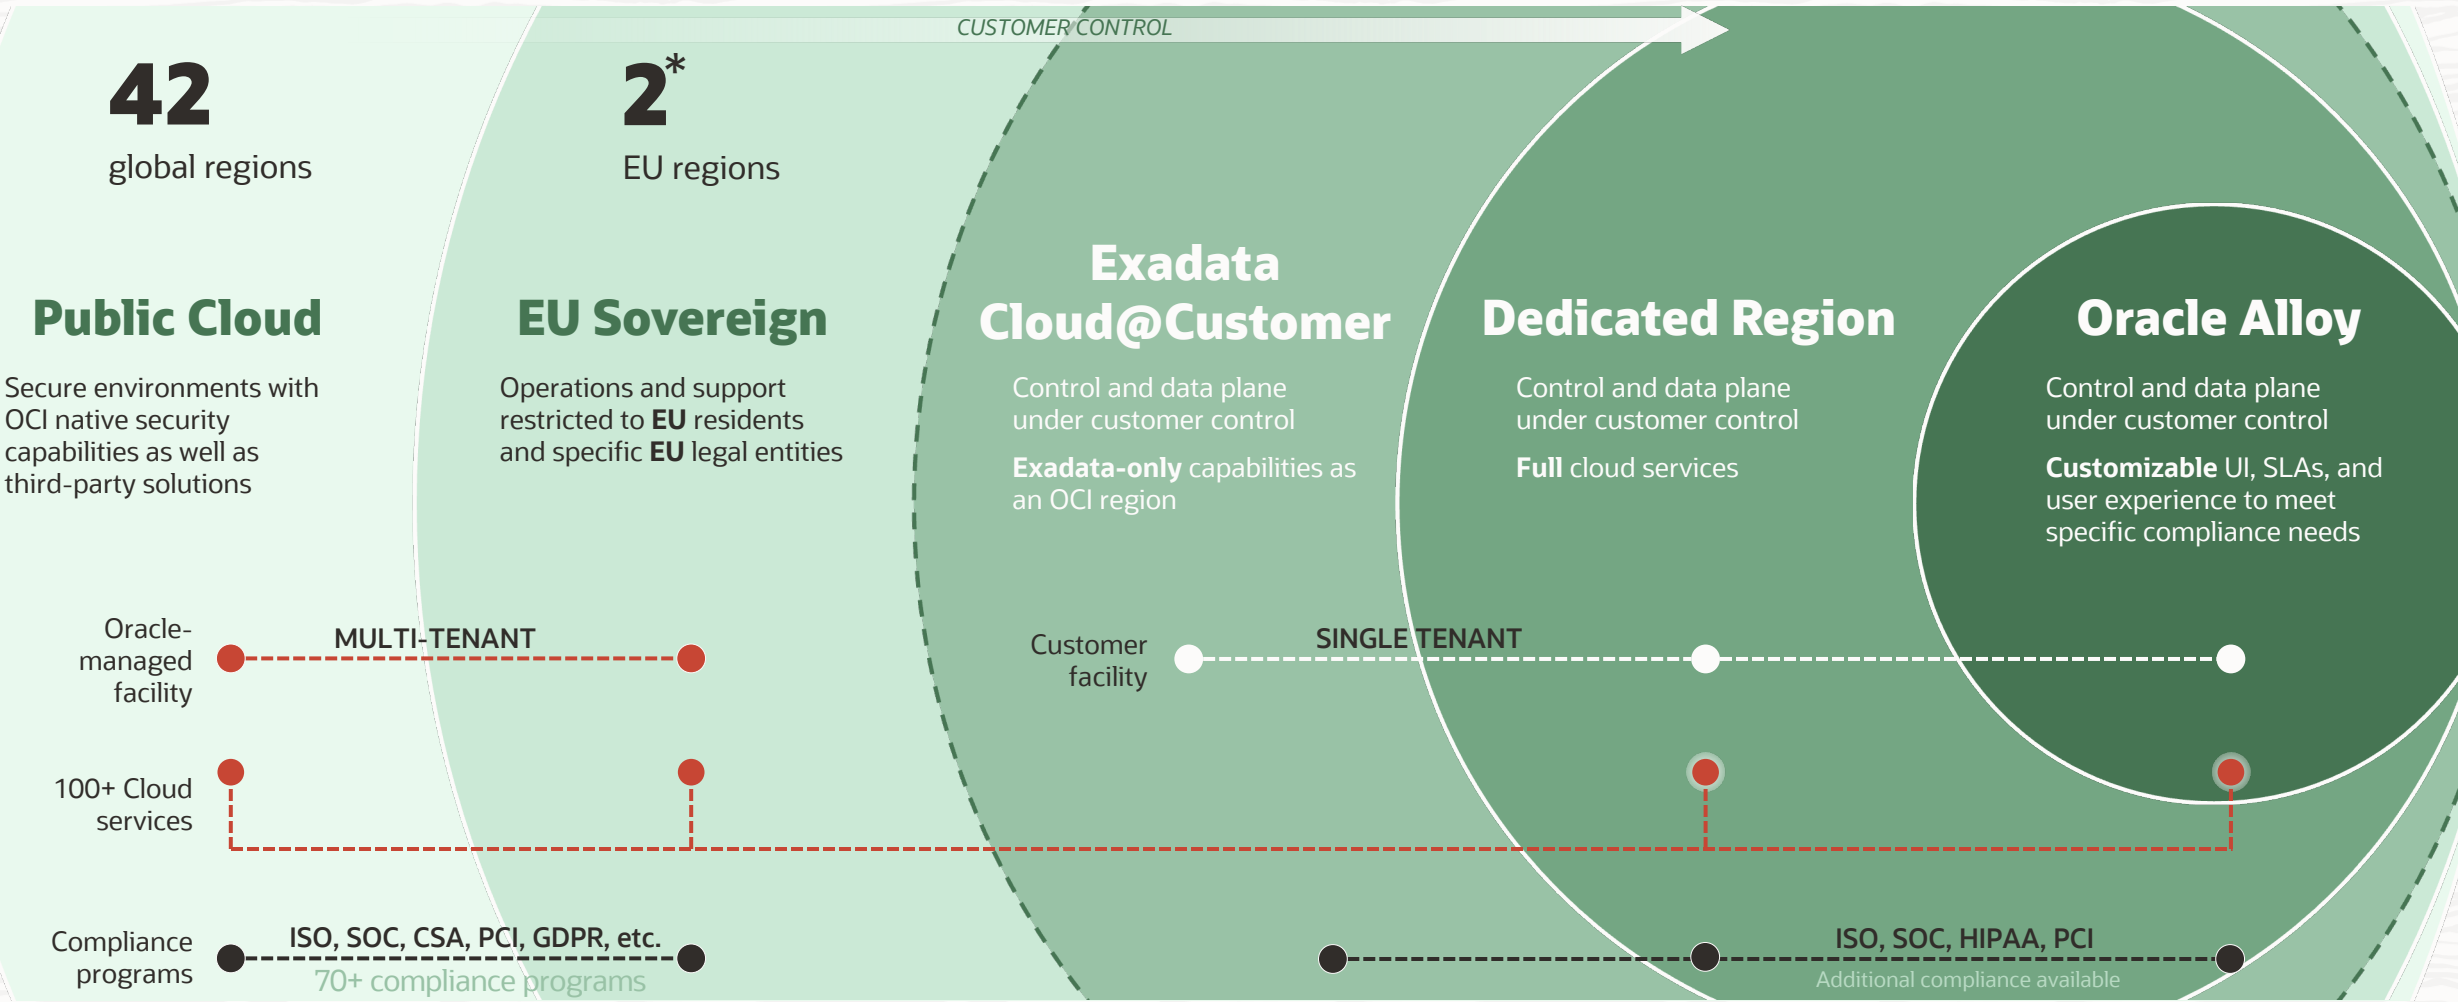 CUSTOMER CONTROL
42
global regions
2*
EU regions
Public Cloud
Secure environments with
OCI native security
capabilities as well as
third-party solutions
EU Sovereign
Operations and support
restricted to EU residents
and specific EU legal entities
Exadata
Cloud@Customer
Control and data plane
under customer control
Exadata-only capabilities as
an OCI region
Dedicated Region
Control and data plane
under customer control
Full cloud services
Oracle Alloy
Control and data plane
under customer control
Customizable UI, SLAs, and
user experience to meet
specific compliance needs
Oracle-
managed
facility
MULTI-TENANT
Customer
facility
SINGLE TENANT
100+ Cloud
services
Compliance
programs
ISO, SOC, CSA, PCI, GDPR, etc.
70+ compliance programs
ISO, SOC, HIPAA, PCI
Additional compliance available